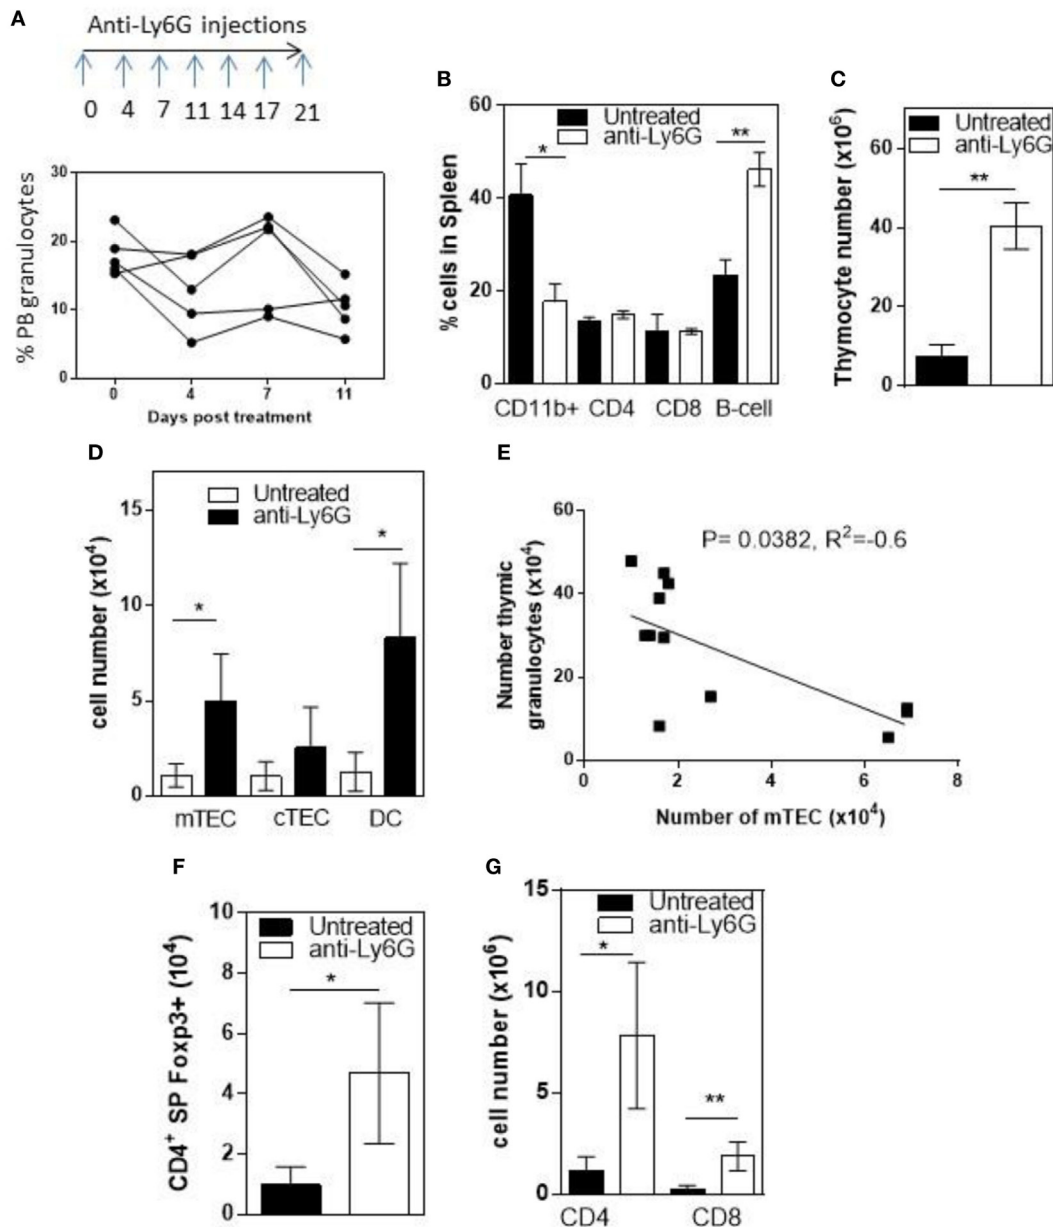 A
Anti-Ly6G injections
0 4 7 11 14 17 21
30
20
10
0
% PB granulocytes
0 4 7 11
Days post treatment
B
60
40
20
0
% cells in Spleen
Untreated
anti-Ly6G
*
**
CD11b+ CD4 CD8 B-cell
C
60
40
20
0
Thymocyte number (x10⁶)
Untreated
anti-Ly6G
**
D
15
10
5
0
cell number (x10⁴)
Untreated
anti-Ly6G
*
*
mTEC cTEC DC
E
60
40
20
0
Number thymic
granulocytes (x10⁴)
P= 0.0382, R²=-0.6
0 2 4 6 8
Number of mTEC (x10⁴)
F
10
8
6
4
2
0
CD4⁺ SP Foxp3+ (10⁴)
Untreated
anti-Ly6G
*
G
15
10
5
0
cell number (x10⁶)
Untreated
anti-Ly6G
*
**
CD4 CD8